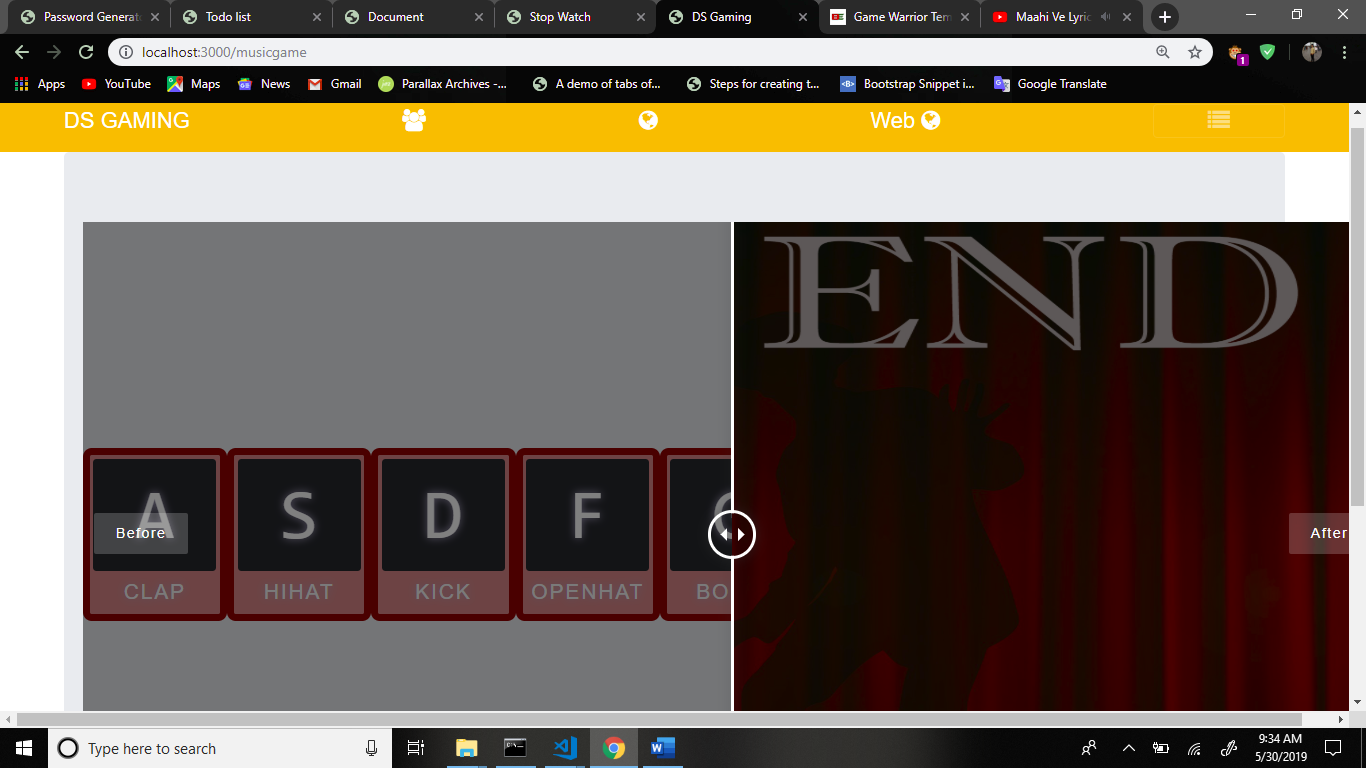 Password Generat
Todo list
Document
Stop Watch
DS Gaming
Game Warrior Tem
Maahi Ve Lyric
localhost:3000/musicgame
1
Apps
YouTube
Maps
News
Gmail
Parallax Archives -...
A demo of tabs of...
Steps for creating t...
Bootstrap Snippet i...
Google Translate
DS GAMING
Web
END
A
S
D
F
Before
After
CLAP
HIHAT
KICK
OPENHAT
BO
Type here to search
9:34 AM
5/30/2019